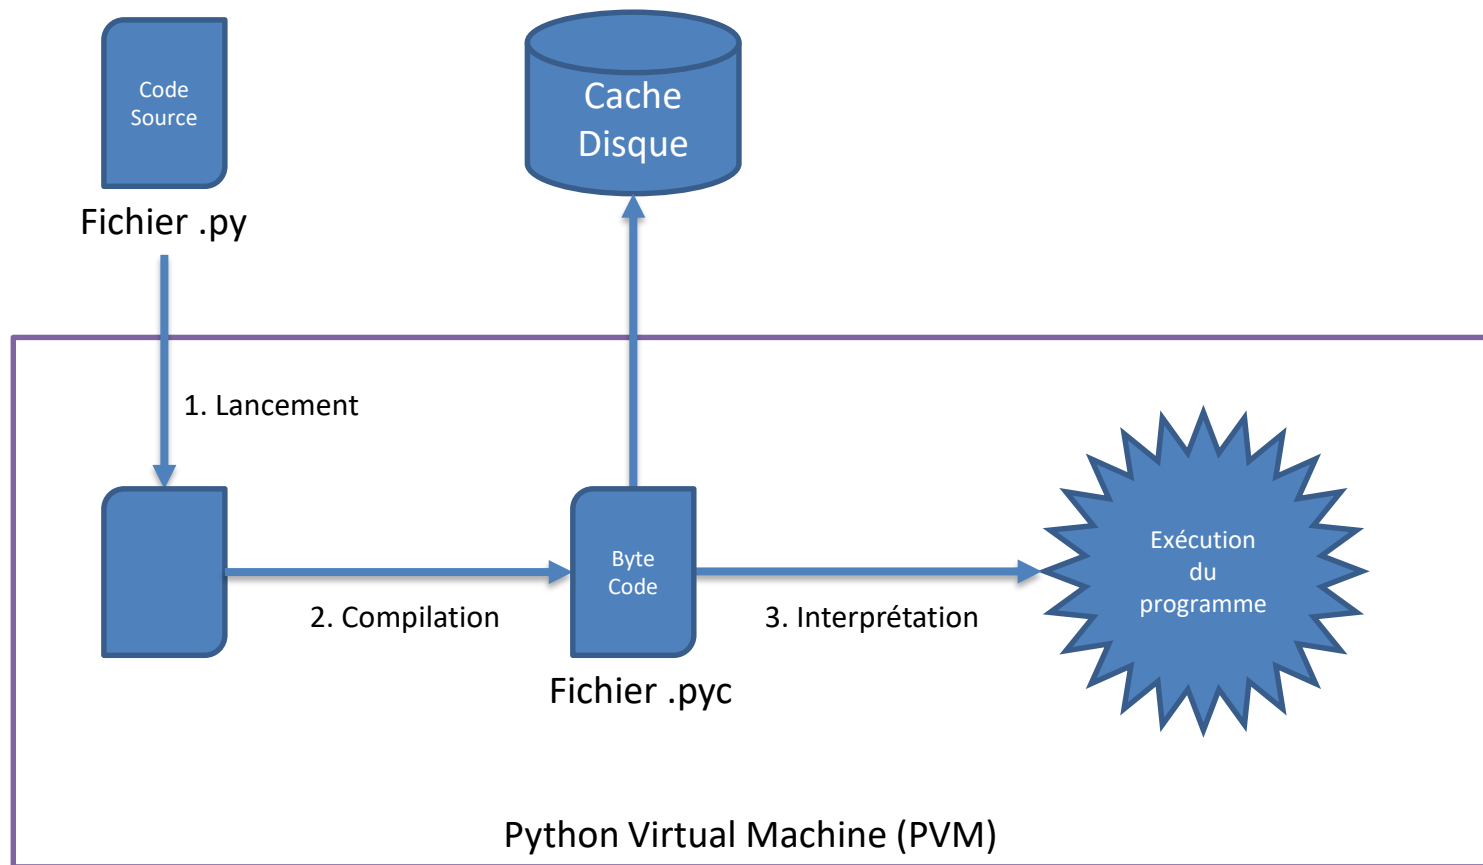 Code
Source
Cache
Disque
Fichier .py
1. Lancement
2. Compilation
Byte
Code
3. Interprétation
Exécution
du
programme
Fichier .pyc
Python Virtual Machine (PVM)